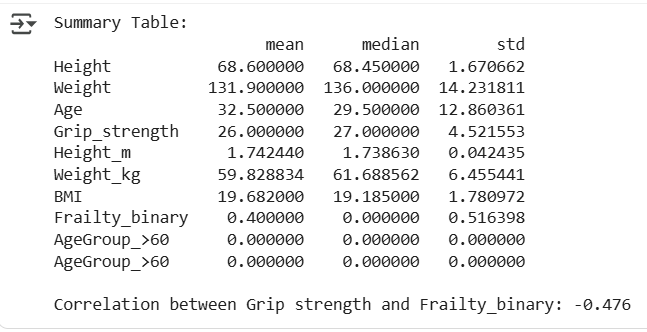 Summary Table:
mean median std
Height 68.600000 68.450000 1.670662
Weight 131.900000 136.000000 14.231811
Age 32.500000 29.500000 12.860361
Grip_strength 26.000000 27.000000 4.521553
Height_m 1.742440 1.738630 0.042435
Weight_kg 59.828834 61.688562 6.455441
BMI 19.682000 19.185000 1.780972
Frailty_binary 0.400000 0.000000 0.516398
AgeGroup_>60 0.000000 0.000000 0.000000
AgeGroup_>60 0.000000 0.000000 0.000000
Correlation between Grip strength and Frailty_binary: -0.476